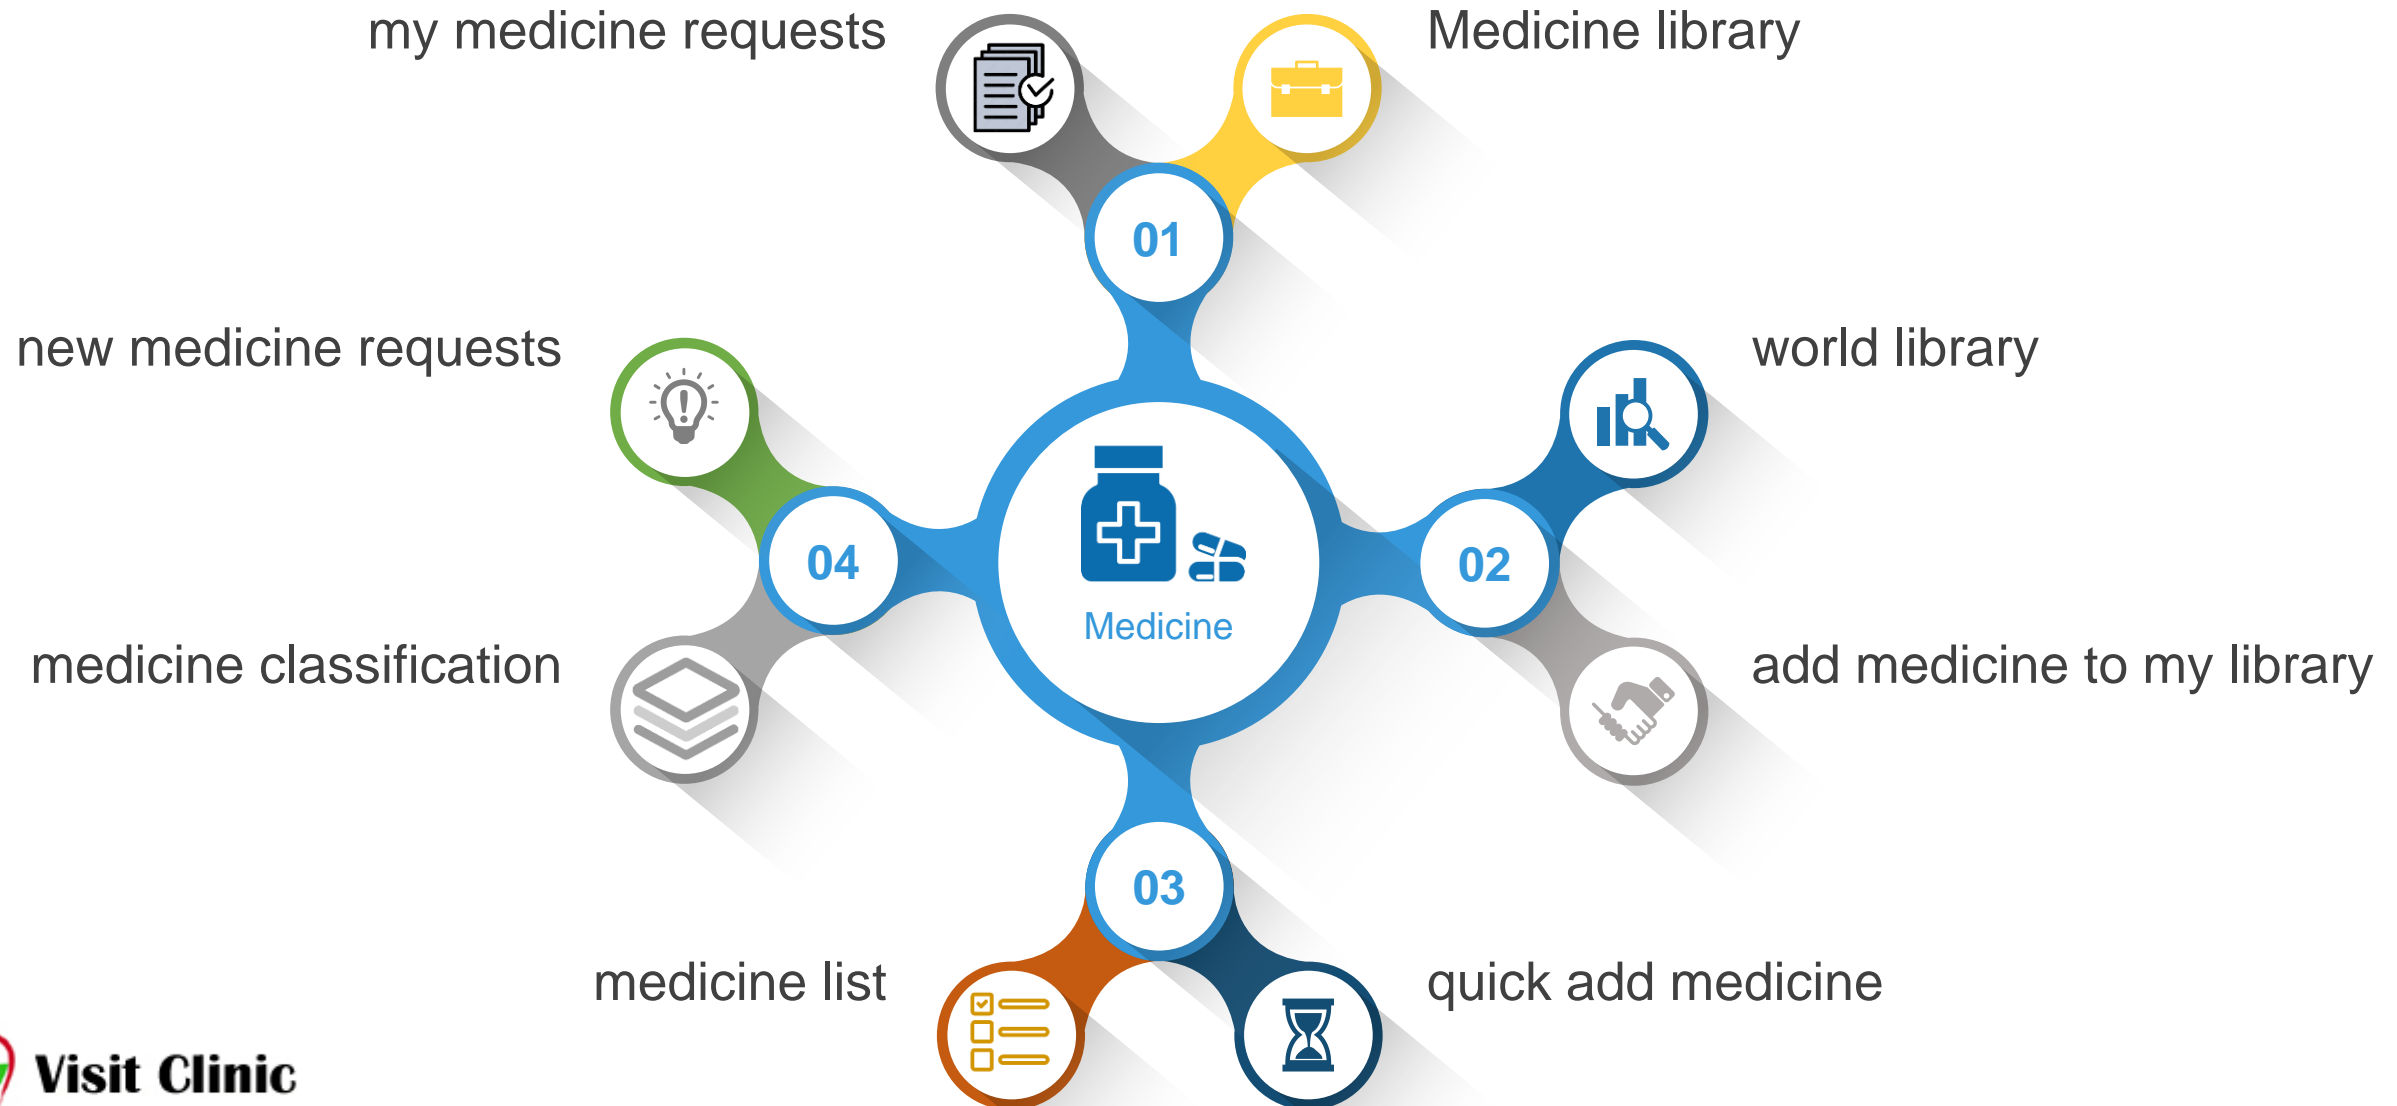 my medicine requests
Medicine library
01
new medicine requests
world library
04
02
Medicine
medicine classification
add medicine to my library
03
medicine list
quick add medicine
Visit Clinic